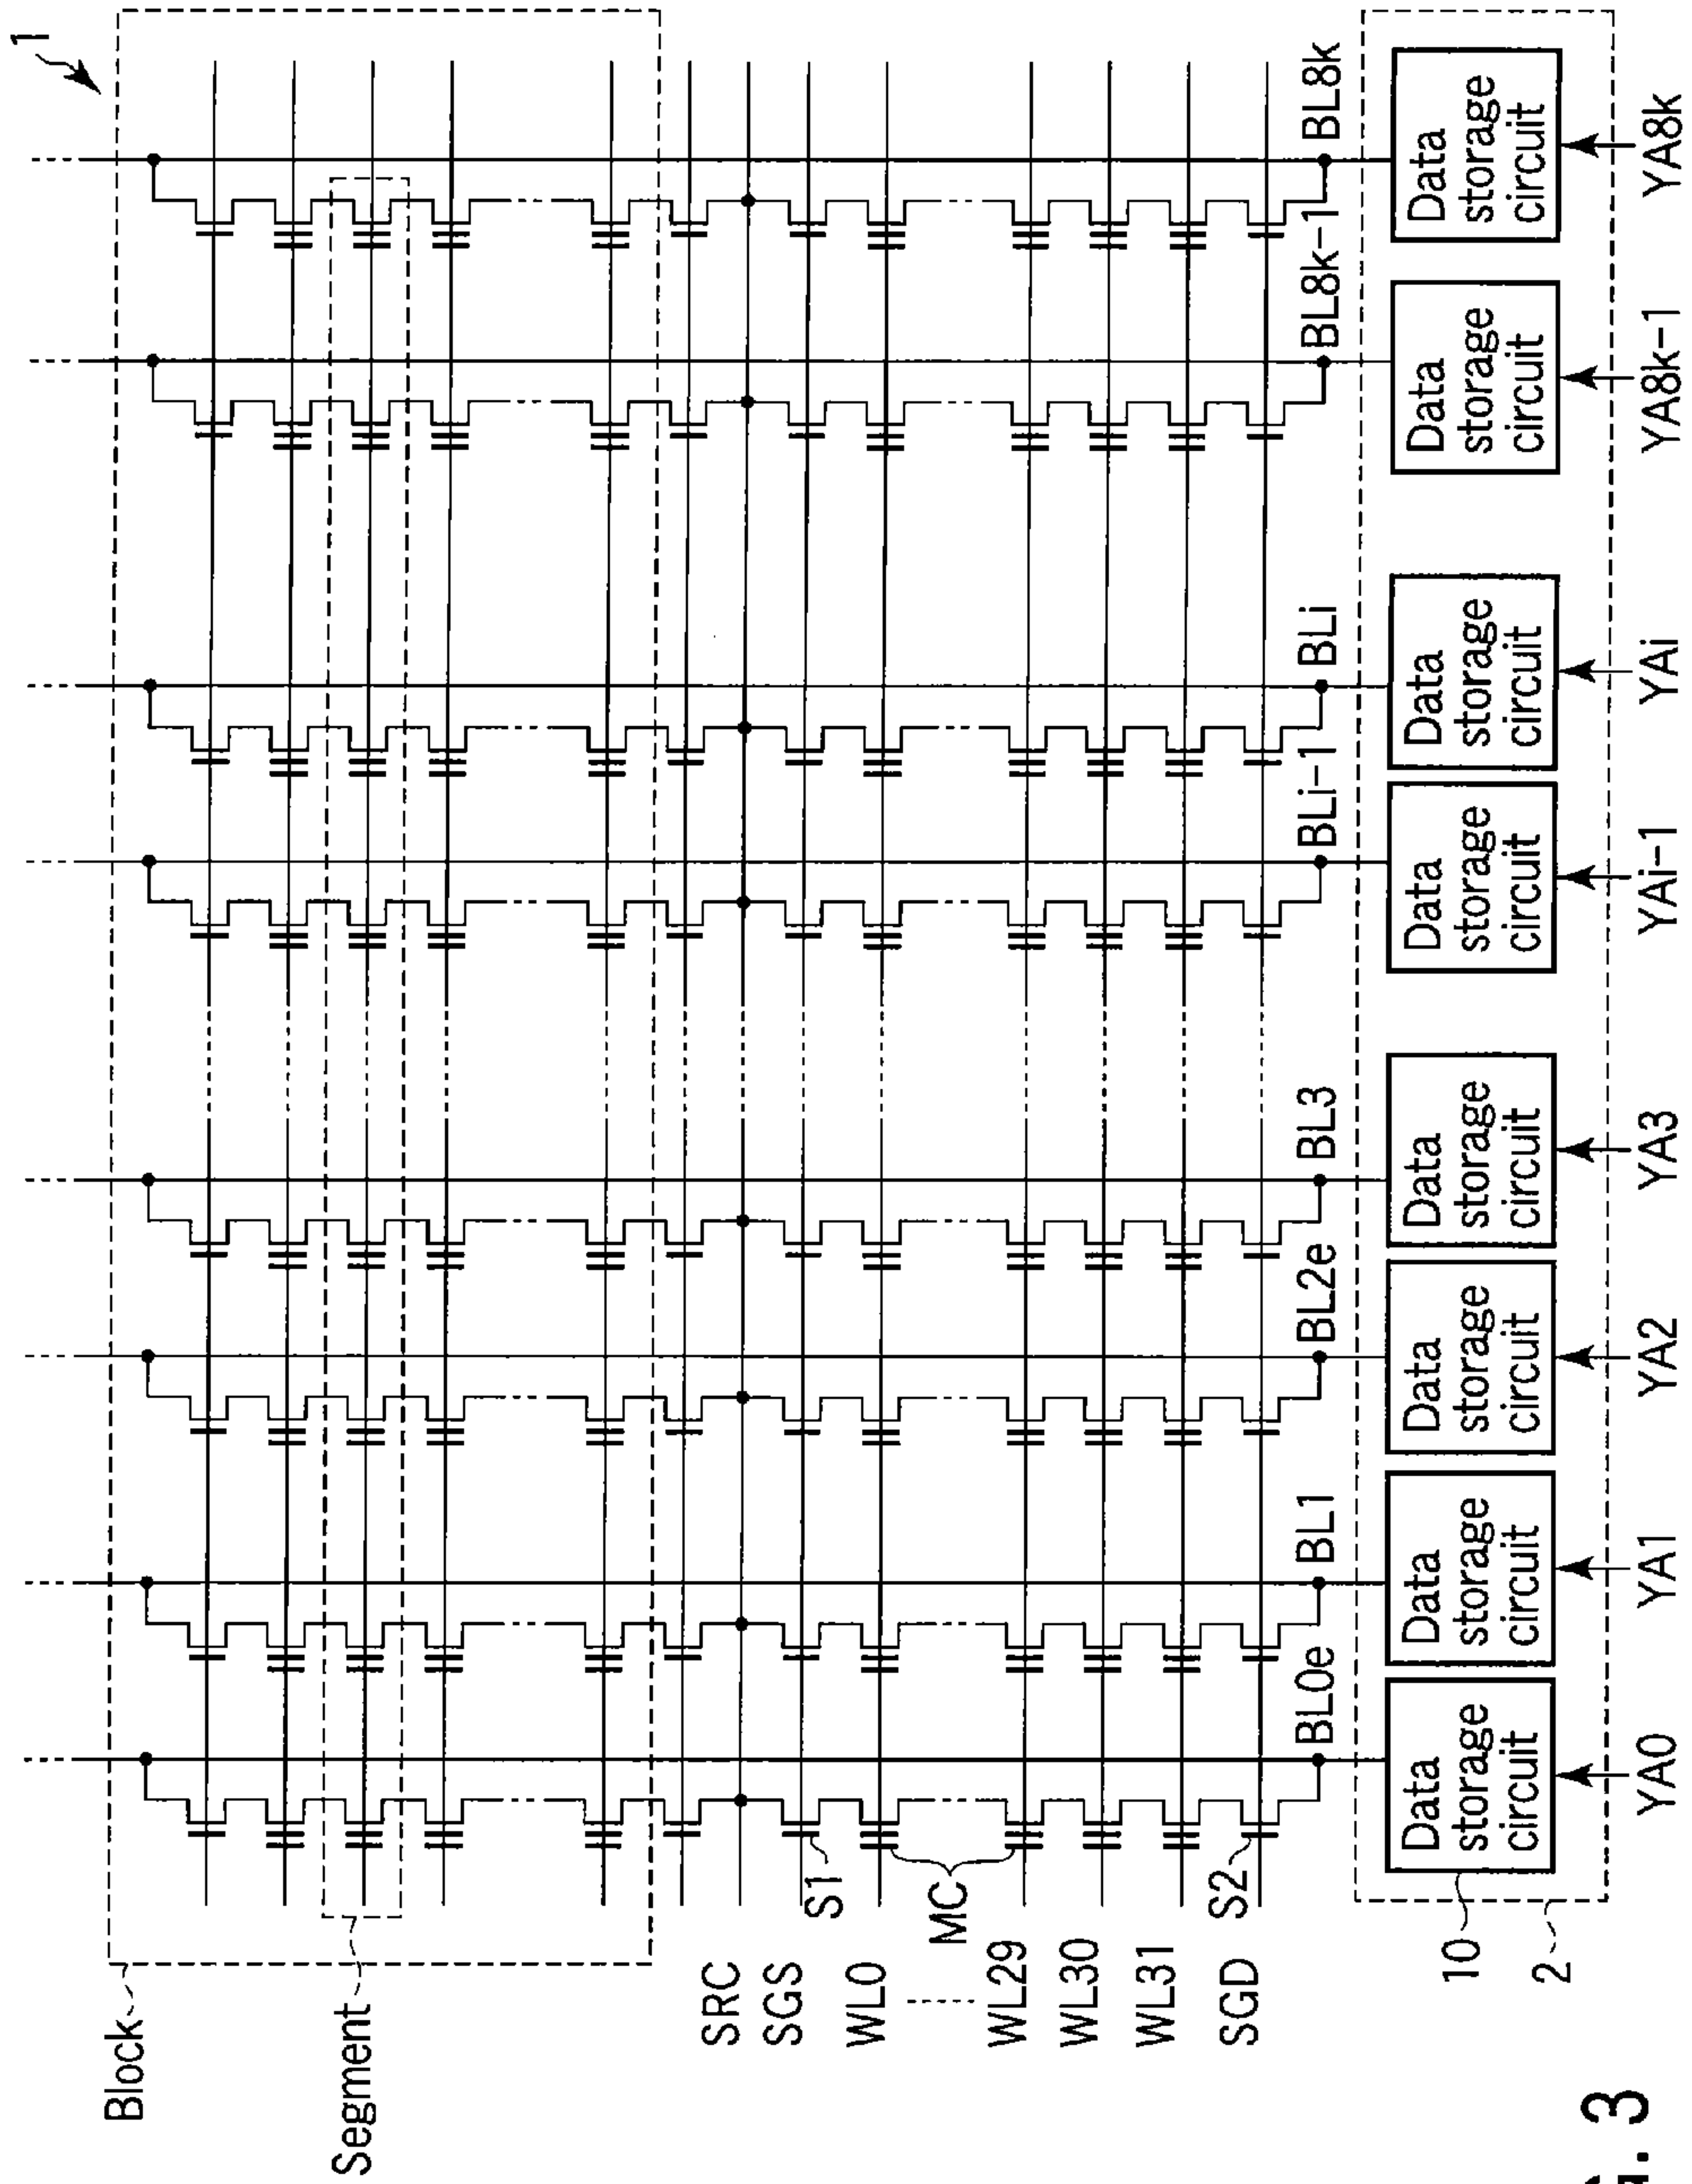 1
Block
Segment
SRC
SGS
WL0
WL29
WL30
WL31
SGD
S1
MC
S2
BL0e
BL1
BL2e
BL3
BLi-1
BLi
BL8k-1
BL8k
10
2
Data
storage
circuit
Data
storage
circuit
Data
storage
circuit
Data
storage
circuit
Data
storage
circuit
Data
storage
circuit
Data
storage
circuit
Data
storage
circuit
YA0
YA1
YA2
YA3
YAi-1
YAi
YA8k-1
YA8k
3